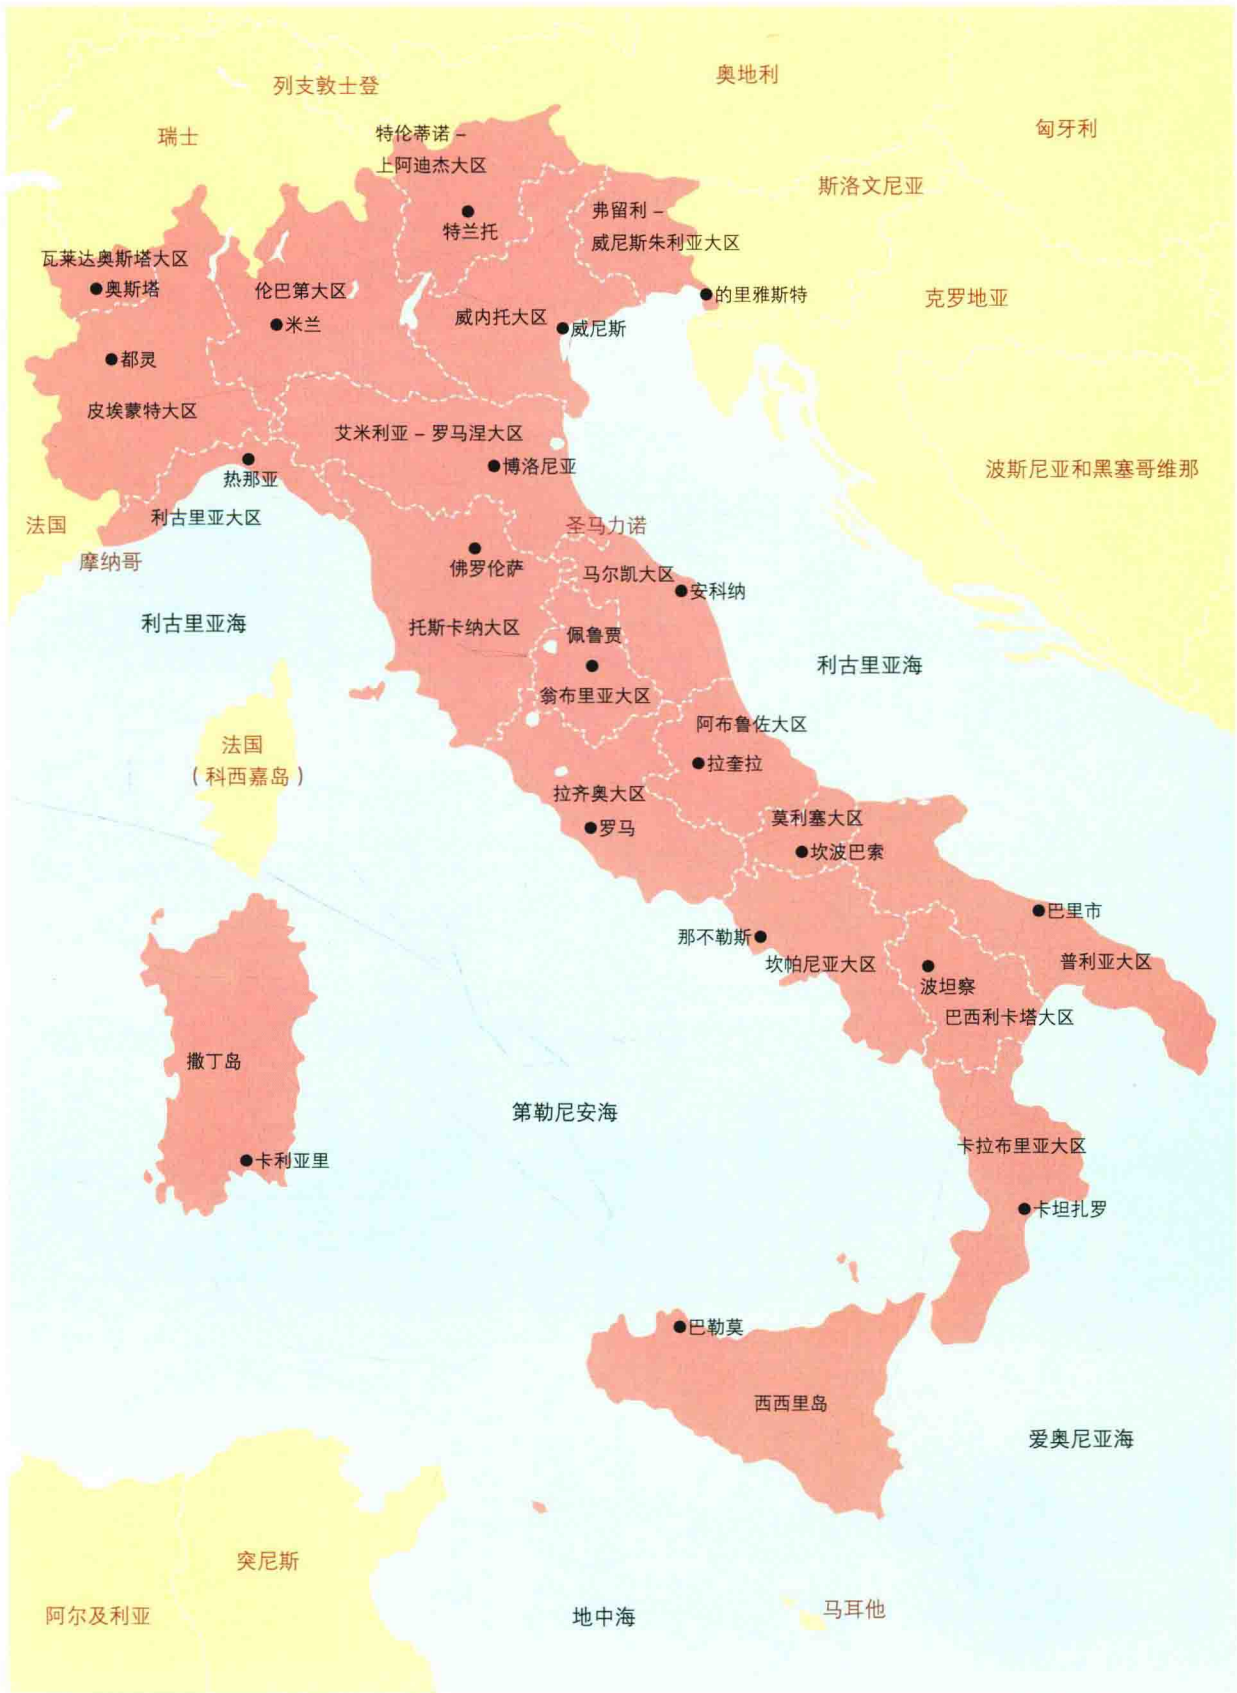 列支敦士登
奥地利
瑞士
匈牙利
特伦蒂诺–
上阿迪杰大区
斯洛文尼亚
特兰托
弗留利–
威尼斯朱利亚大区
瓦莱达奥斯塔大区
奥斯塔
伦巴第大区
的里雅斯特
克罗地亚
米兰
威内托大区
威尼斯
都灵
皮埃蒙特大区
艾米利亚–罗马涅大区
博洛尼亚
波斯尼亚和黑塞哥维那
热那亚
利古里亚大区
法国
圣马力诺
摩纳哥
佛罗伦萨
马尔凯大区
安科纳
利古里亚海
托斯卡纳大区
佩鲁贾
利古里亚海
翁布里亚大区
阿布鲁佐大区
法国
（科西嘉岛）
拉奎拉
拉齐奥大区
罗马
莫利塞大区
坎波巴索
巴里市
那不勒斯
坎帕尼亚大区
普利亚大区
波坦察
巴西利卡塔大区
撒丁岛
第勒尼安海
卡拉布里亚大区
卡利亚里
卡坦扎罗
巴勒莫
西西里岛
爱奥尼亚海
突尼斯
阿尔及利亚
地中海
马耳他